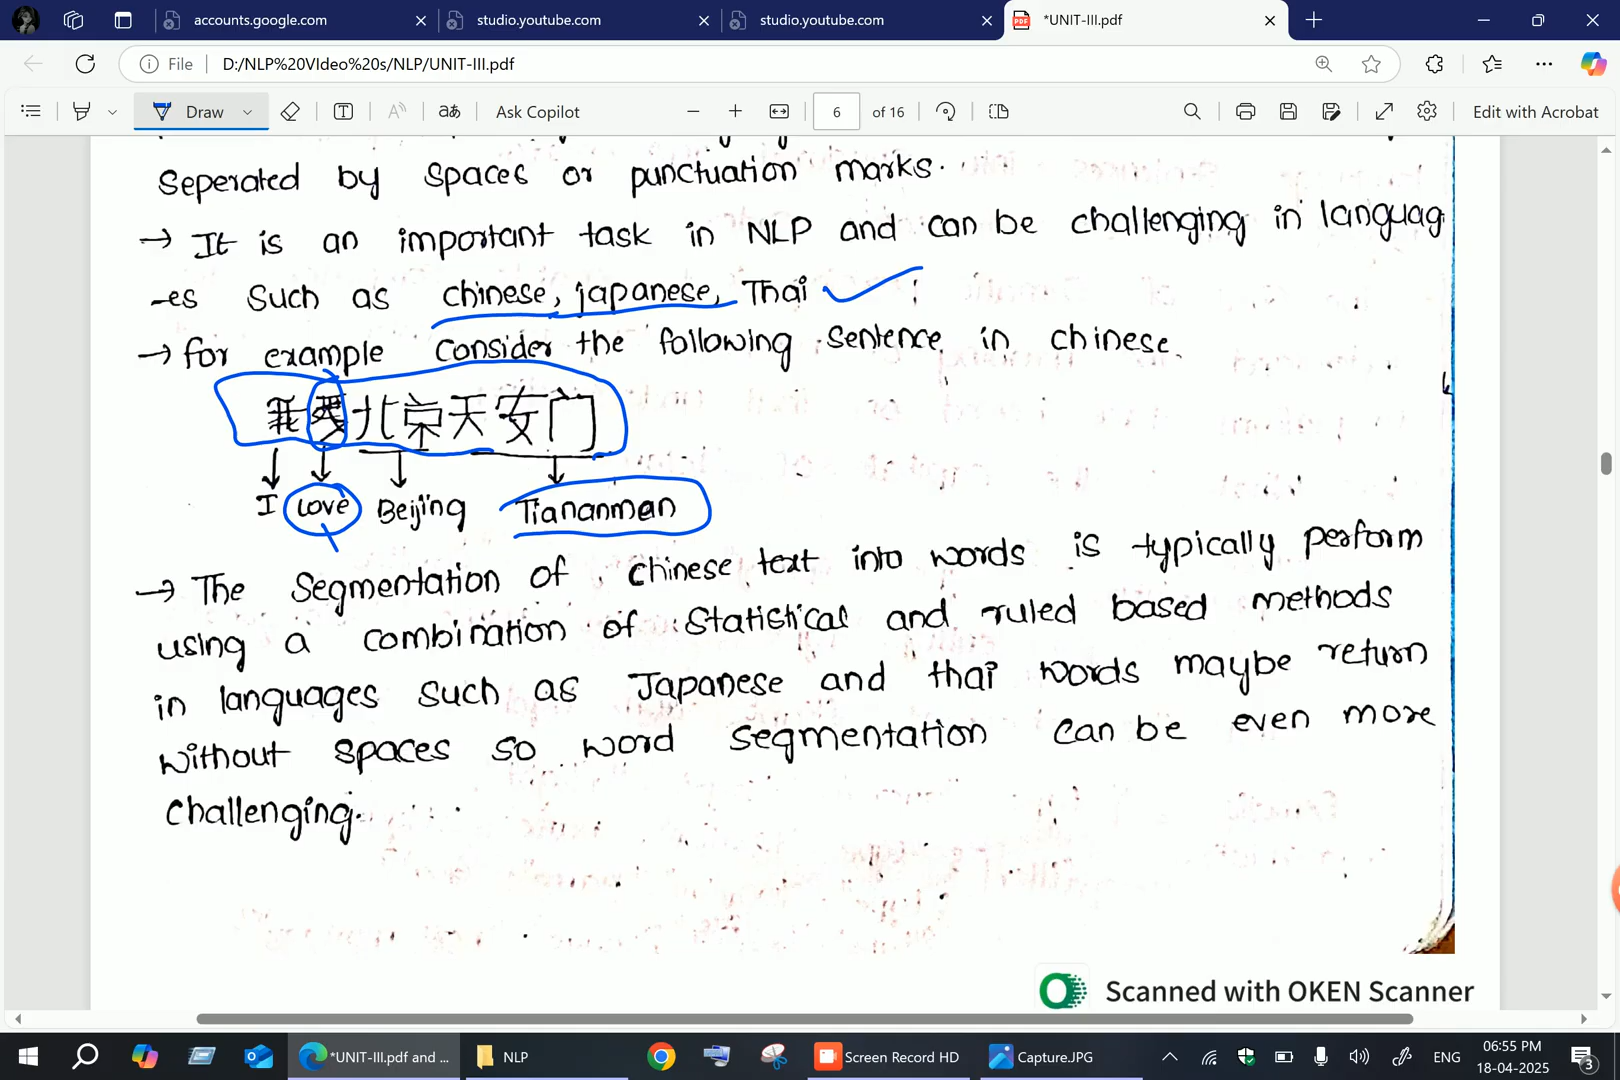 accounts.google.com
studio.youtube.com
studio.youtube.com
*UNIT-III.pdf
File
D:/NLP%20VIdeo%20s/NLP/UNIT-III.pdf
Draw
Ask Copilot
6
of 16
Edit with Acrobat
Seperated by spaces or punctuation marks.
→ It is an important task in NLP and can be challenging in languag
-es such as chinese, japanese, Thai
→ for example consider the following sentence in chinese.
我爱北京天安门
I love Beijing Tiananmen
→ The segmentation of chinese text into words is typically perform
using a combination of statistical and ruled based methods
in languages such as Japanese and thai words maybe return
without spaces so word segmentation can be even more
challenging.
Scanned with OKEN Scanner
*UNIT-III.pdf and ...
NLP
Screen Record HD
Capture.JPG
ENG
06:55 PM
18-04-2025
3